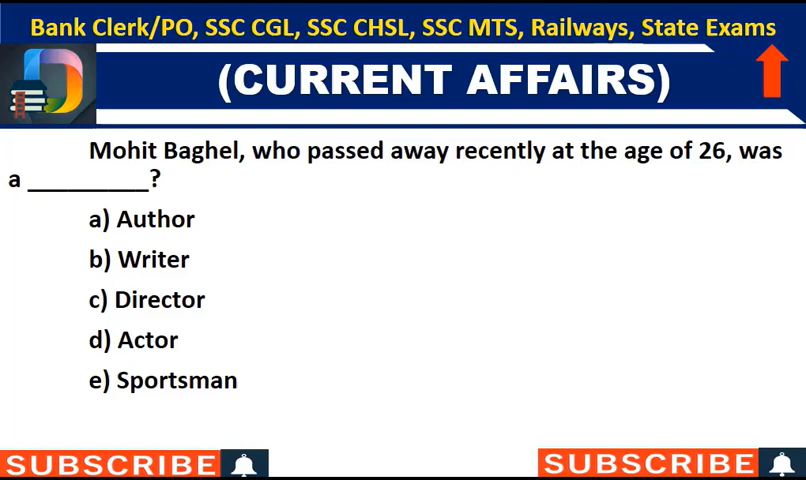 Bank Clerk/PO, SSC CGL, SSC CHSL, SSC MTS, Railways, State Exams
(CURRENT AFFAIRS)
Mohit Baghel, who passed away recently at the age of 26, was
a _________?
a) Author
b) Writer
c) Director
d) Actor
e) Sportsman
SUBSCRIBE
SUBSCRIBE